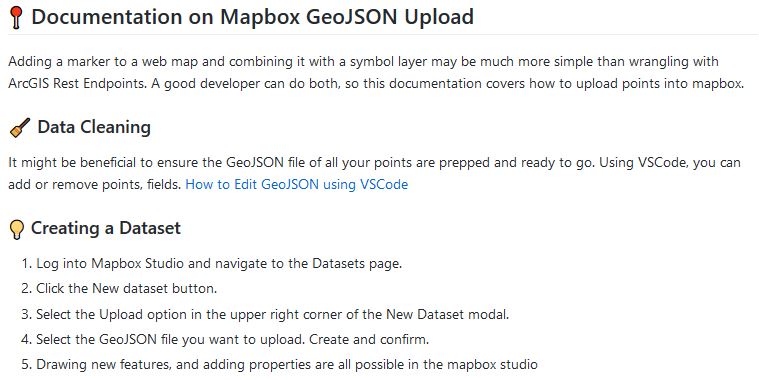 Documentation on Mapbox GeoJSON Upload
Adding a marker to a web map and combining it with a symbol layer may be much more simple than wrangling with
ArcGIS Rest Endpoints. A good developer can do both, so this documentation covers how to upload points into mapbox.
Data Cleaning
It might be beneficial to ensure the GeoJSON file of all your points are prepped and ready to go. Using VSCode, you can
add or remove points, fields. How to Edit GeoJSON using VSCode
Creating a Dataset
1. Log into Mapbox Studio and navigate to the Datasets page.
2. Click the New dataset button.
3. Select the Upload option in the upper right corner of the New Dataset modal.
4. Select the GeoJSON file you want to upload. Create and confirm.
5. Drawing new features, and adding properties are all possible in the mapbox studio